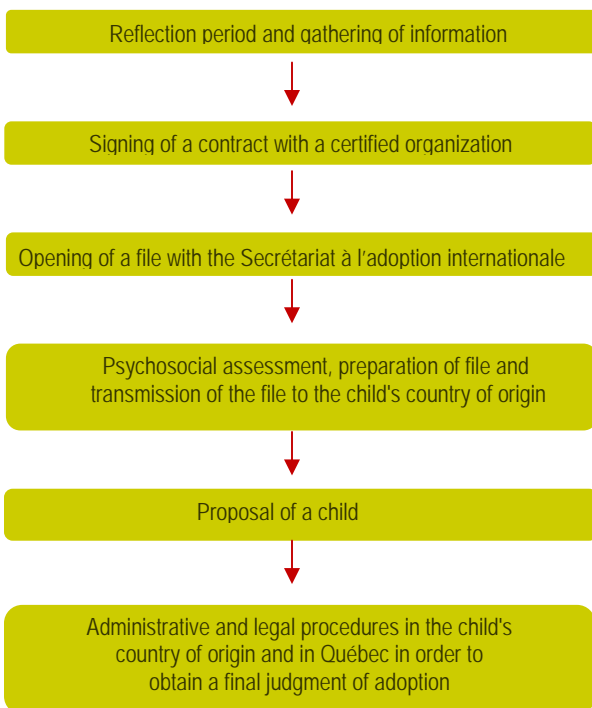 Reflection period and gathering of information
Signing of a contract with a certified organization
Opening of a file with the Secrétariat à l’adoption internationale
Psychosocial assessment, preparation of file and
transmission of the file to the child's country of origin
Proposal of a child
Administrative and legal procedures in the child's
country of origin and in Québec in order to
obtain a final judgment of adoption